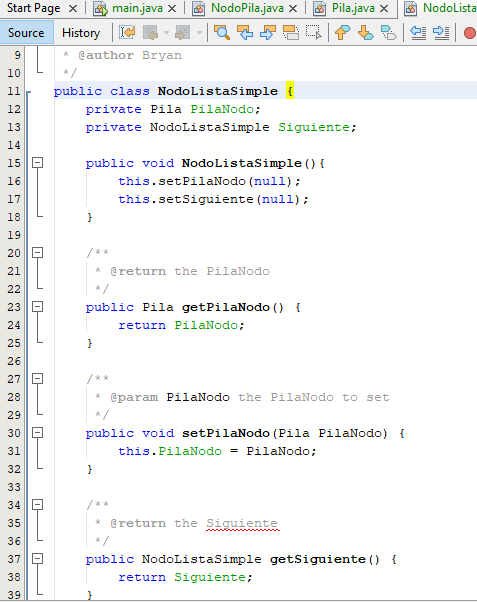 Start Page main.java NodoPila.java Pila.java NodoLista
Source History
9 * @author Bryan
10 */
11 public class NodoListaSimple {
12 private Pila PilaNodo;
13 private NodoListaSimple Siguiente;
14
15 public void NodoListaSimple(){
16 this.setPilaNodo(null);
17 this.setSiguiente(null);
18 }
19
20 /**
21 * @return the PilaNodo
22 */
23 public Pila getPilaNodo() {
24 return PilaNodo;
25 }
26
27 /**
28 * @param PilaNodo the PilaNodo to set
29 */
30 public void setPilaNodo(Pila PilaNodo) {
31 this.PilaNodo = PilaNodo;
32 }
33
34 /**
35 * @return the Siguiente
36 */
37 public NodoListaSimple getSiguiente() {
38 return Siguiente;
39 }